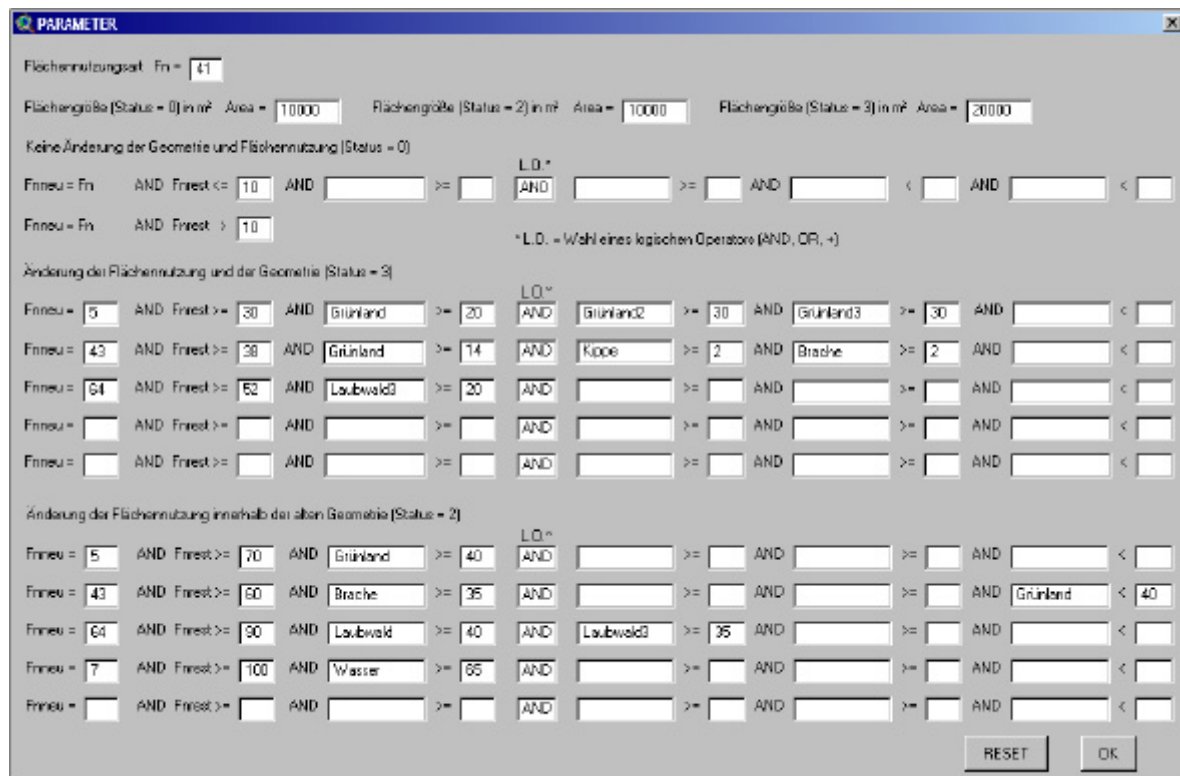 PARAMETER
Flächennutzungsart Fn = 41
Flächengröße (Status = 0) in m² Area = 10000 Flächengröße (Status = 2) in m² Area = 10000 Flächengröße (Status = 3) in m² Area = 20000
Keine Änderung der Geometrie und Flächennutzung (Status = 0)
L.O.*
Fnneu = Fn AND Fnrest <= 10 AND >= AND >= AND < AND <
Fnneu = Fn AND Fnrest > 10
* L.O. = Wahl eines logischen Operators (AND, OR, +)
Änderung der Flächennutzung und der Geometrie (Status = 3)
L.O.*
Fnneu = 5 AND Fnrest >= 30 AND Grünland >= 20 AND Grünland2 >= 30 AND Grünland3 >= 30 AND <
Fnneu = 43 AND Fnrest >= 38 AND Grünland >= 14 AND Kippe >= 2 AND Brache >= 2 AND <
Fnneu = 64 AND Fnrest >= 52 AND Laubwald3 >= 20 AND >= AND >= AND <
Fnneu = AND Fnrest >= AND >= AND >= AND >= AND <
Fnneu = AND Fnrest >= AND >= AND >= AND >= AND <
Änderung der Flächennutzung innerhalb der alten Geometrie (Status = 2)
L.O.*
Fnneu = 5 AND Fnrest >= 70 AND Grünland >= 40 AND >= AND >= AND <
Fnneu = 43 AND Fnrest >= 60 AND Brache >= 35 AND >= AND >= AND Grünland < 40
Fnneu = 64 AND Fnrest >= 90 AND Laubwald >= 40 AND Laubwald3 >= 35 AND >= AND <
Fnneu = 7 AND Fnrest >= 100 AND Wasser >= 65 AND >= AND >= AND <
Fnneu = AND Fnrest >= AND >= AND >= AND >= AND <
RESET OK